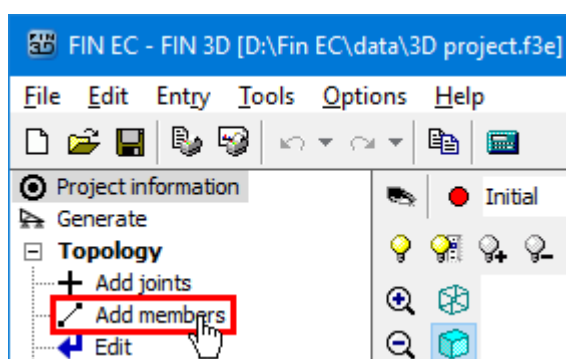 FIN EC - FIN 3D [D:\Fin EC\data\3D project.f3e]
File Edit Entry Tools Options Help
Project information
Initial
Generate
Topology
Add joints
Add members
Edit